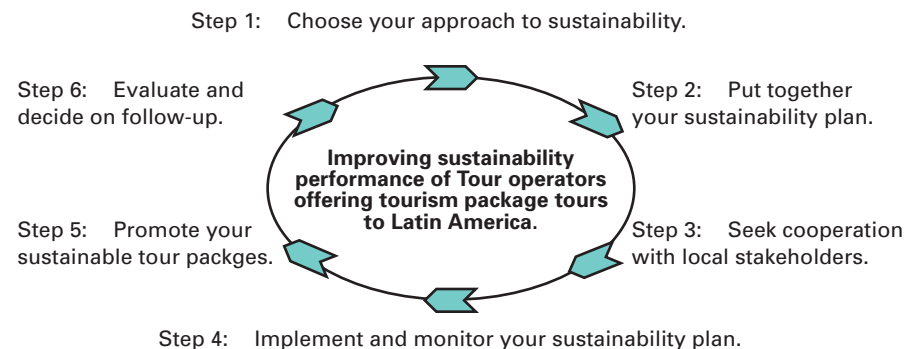 Step 1: Choose your approach to sustainability.
Step 2: Put together
your sustainability plan.
Step 3: Seek cooperation
with local stakeholders.
Step 4: Implement and monitor your sustainability plan.
Step 5: Promote your
sustainable tour packges.
Step 6: Evaluate and
decide on follow-up.
Improving sustainability
performance of Tour operators
offering tourism package tours
to Latin America.